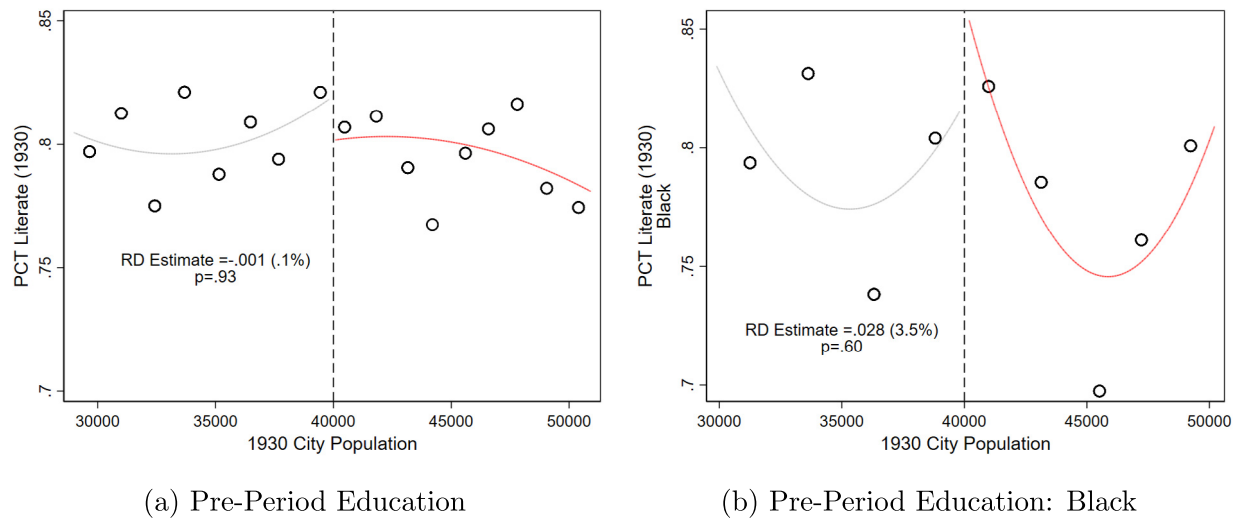 .85
.8
.75
.7
PCT Literate (1930)
RD Estimate =-.001 (.1%)
p=.93
30000 35000 40000 45000 50000
1930 City Population
(a) Pre-Period Education
.85
.8
.75
.7
PCT Literate (1930)
Black
RD Estimate =.028 (3.5%)
p=.60
30000 35000 40000 45000 50000
1930 City Population
(b) Pre-Period Education: Black